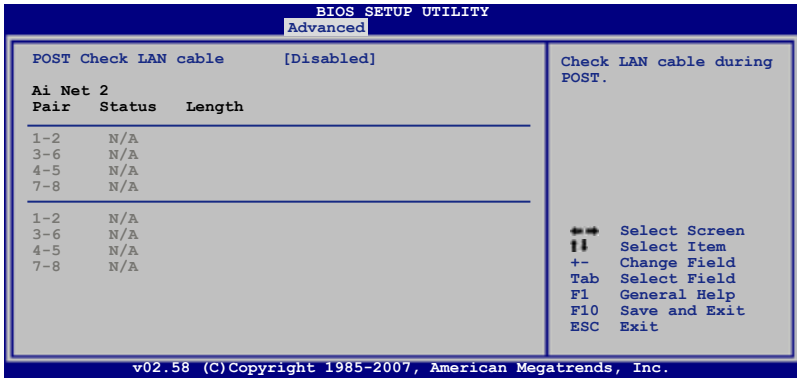 BIOS SETUP UTILITY
Advanced
POST Check LAN cable [Disabled]
Ai Net 2
Pair Status Length
1-2 N/A
3-6 N/A
4-5 N/A
7-8 N/A
1-2 N/A
3-6 N/A
4-5 N/A
7-8 N/A
Check LAN cable during
POST.
←→ Select Screen
↑↓ Select Item
+- Change Field
Tab Select Field
F1 General Help
F10 Save and Exit
ESC Exit
v02.58 (C)Copyright 1985-2007, American Megatrends, Inc.